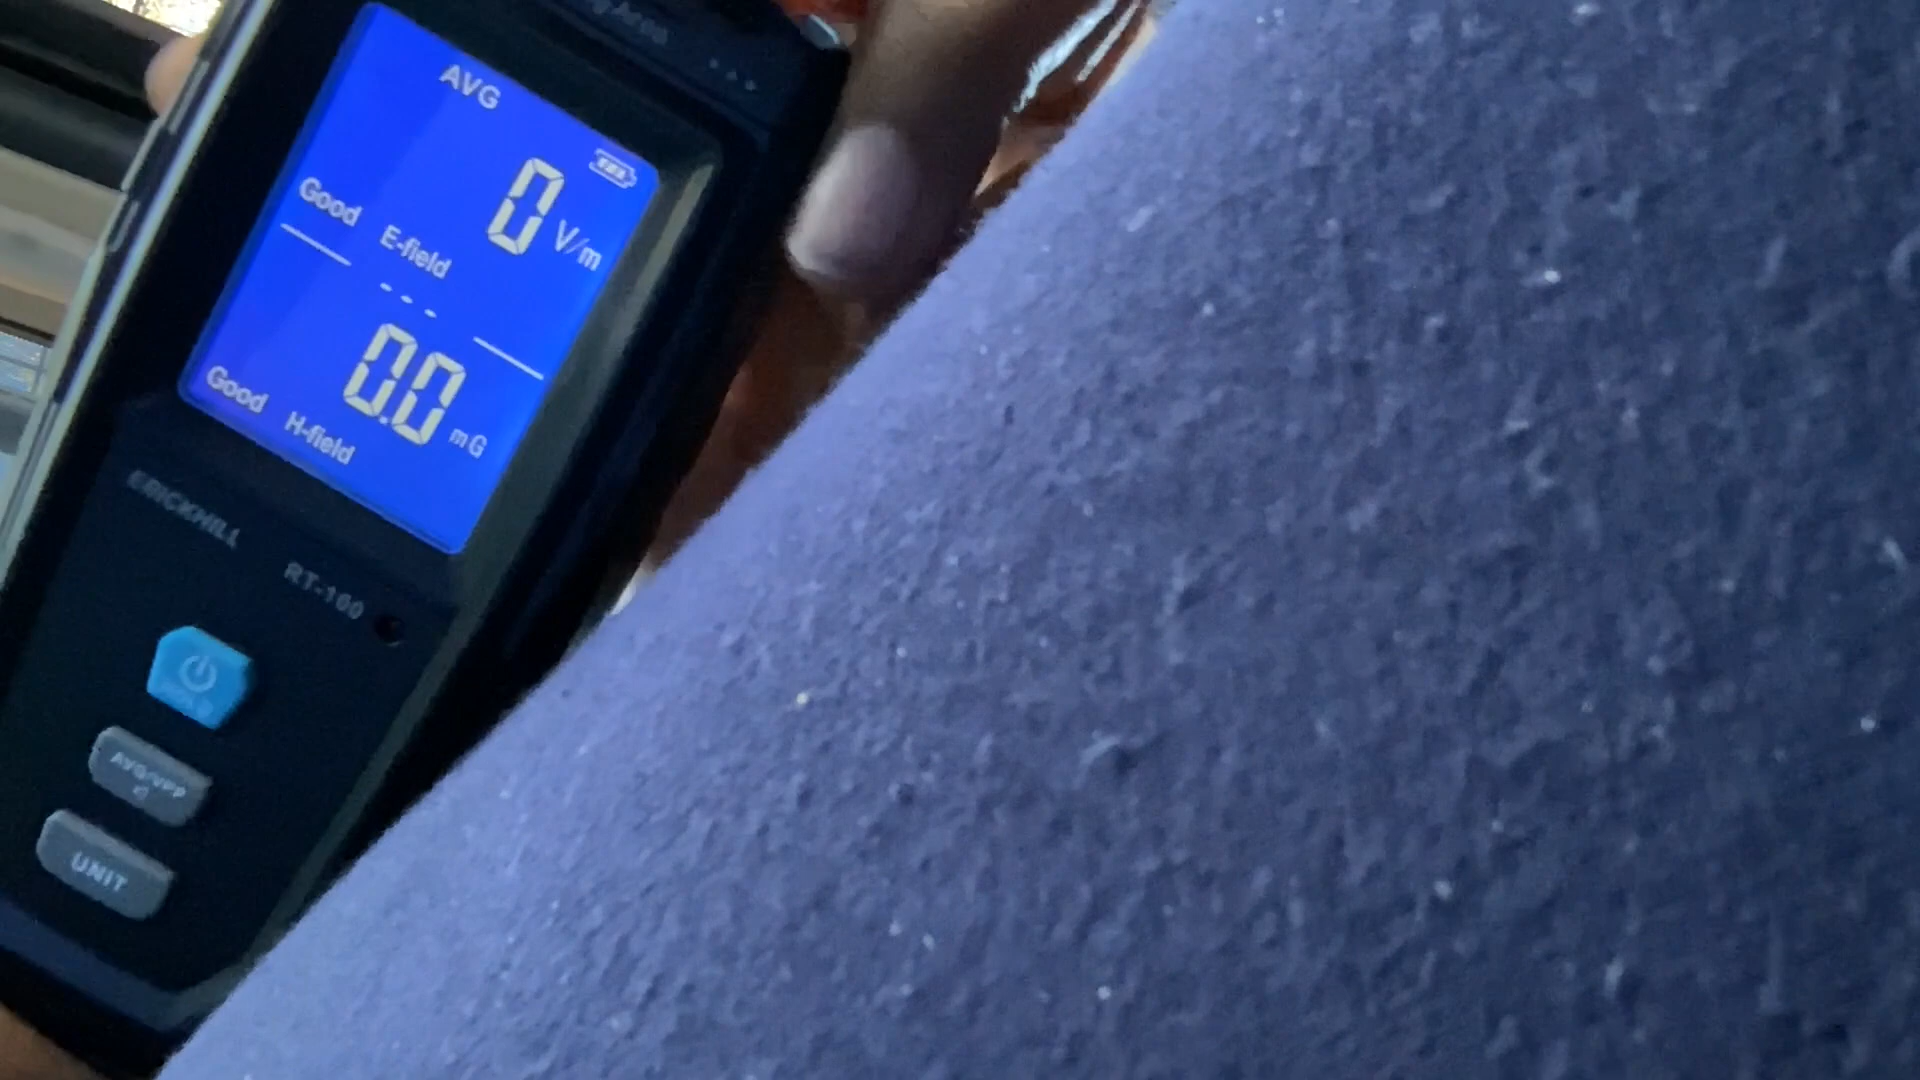 AVG
0 V/m
Good
E-field
---
0.0 mG
Good
H-field
ERICKHILL
RT-100
AVG/VPP
UNIT